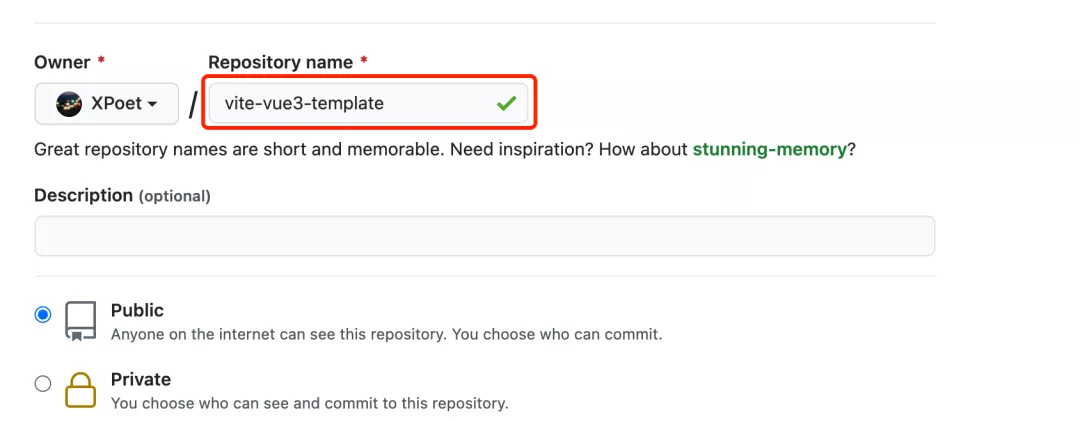 Owner *
Repository name *
XPoet
/
vite-vue3-template
Great repository names are short and memorable. Need inspiration? How about stunning-memory?
Description (optional)
Public
Anyone on the internet can see this repository. You choose who can commit.
Private
You choose who can see and commit to this repository.